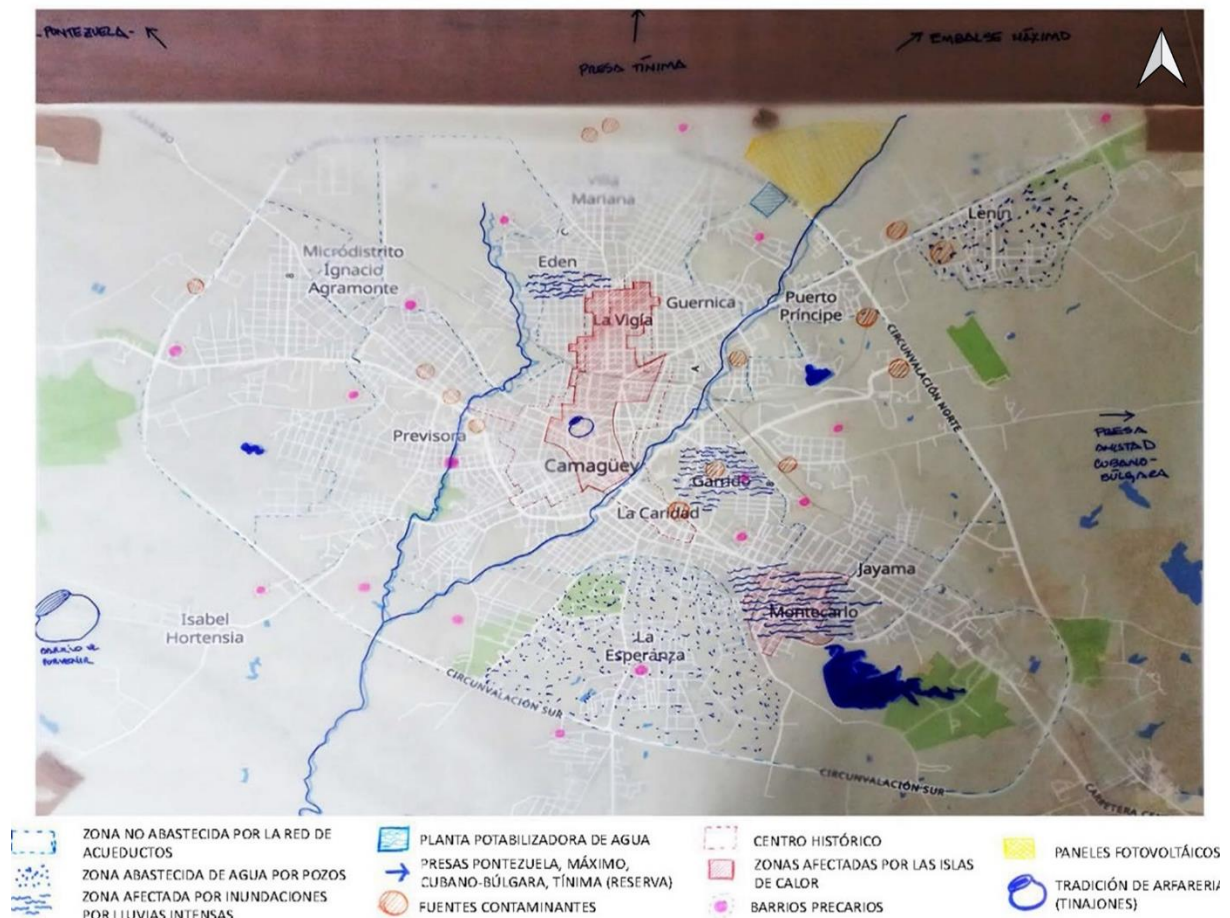 -PONTEZUELA-
PRESA TÍNIMA
EMBALSE MÁXIMO
Villa
Mariana
Lenín
Micródistrito
Ignacio
Agramonte
Eden
La Vigía
Guernica
Puerto
Príncipe
CIRCUNVALACIÓN NORTE
Previsora
Camagüey
Garrido
La Caridad
PRESA
AMISTAD
CUBANO-
BÚLGARA
Jayama
Montecarlo
Isabel
Hortensia
La
Esperanza
CIRCUNVALACIÓN SUR
CIRCUNVALACIÓN SUR
CARRETERA
ZONA NO ABASTECIDA POR LA RED DE
ACUEDUCTOS
ZONA ABASTECIDA DE AGUA POR POZOS
ZONA AFECTADA POR INUNDACIONES
POR LLUVIAS INTENSAS
PLANTA POTABILIZADORA DE AGUA
PRESAS PONTEZUELA, MÁXIMO,
CUBANO-BÚLGARA, TÍNIMA (RESERVA)
FUENTES CONTAMINANTES
CENTRO HISTÓRICO
ZONAS AFECTADAS POR LAS ISLAS
DE CALOR
BARRIOS PRECARIOS
PANELES FOTOVOLTÁICOS
TRADICIÓN DE ARFARERIA
(TINAJONES)